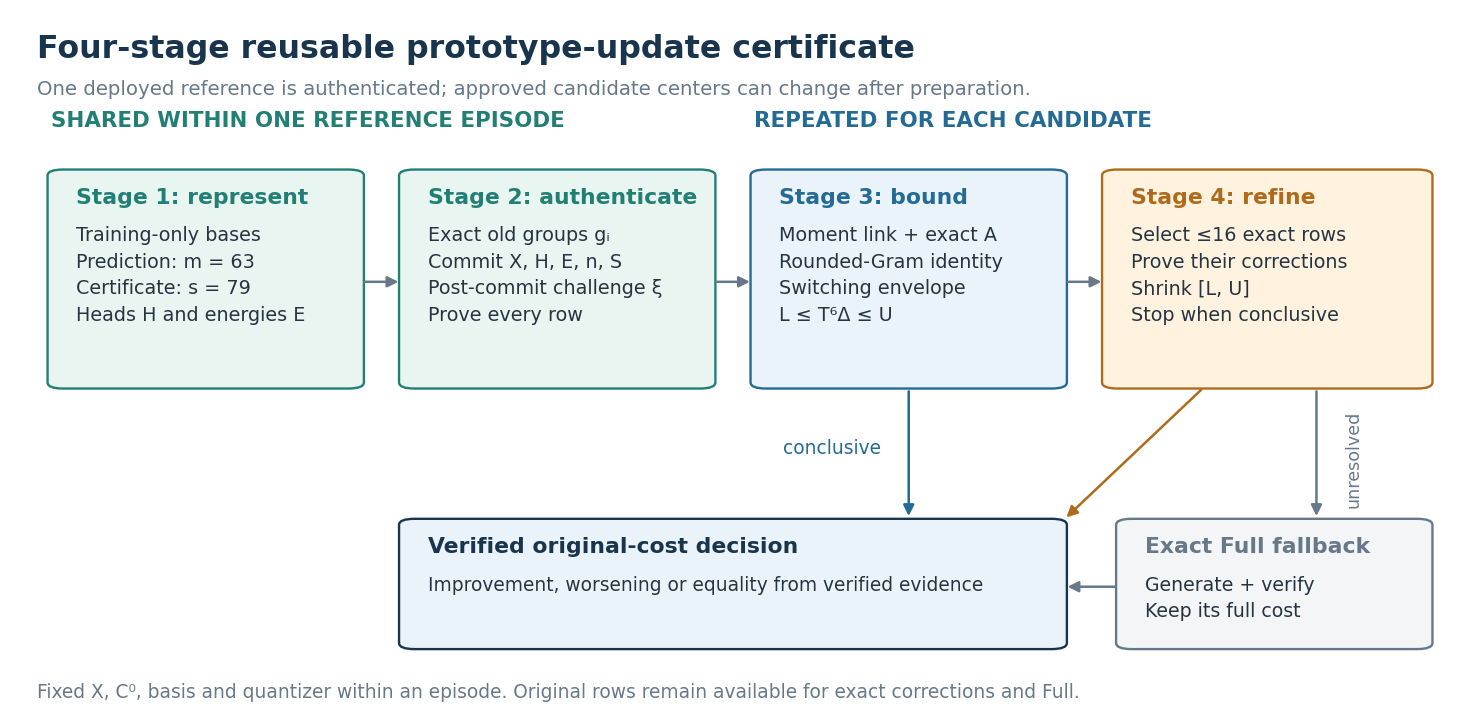 Four-stage reusable prototype-update certificate
One deployed reference is authenticated; approved candidate centers can change after preparation.
SHARED WITHIN ONE REFERENCE EPISODE
REPEATED FOR EACH CANDIDATE
Stage 1: represent
Training-only bases
Prediction: m = 63
Certificate: s = 79
Heads H and energies E
Stage 2: authenticate
Exact old groups gᵢ
Commit X, H, E, n, S
Post-commit challenge ξ
Prove every row
Stage 3: bound
Moment link + exact A
Rounded-Gram identity
Switching envelope
L ≤ T⁶Δ ≤ U
Stage 4: refine
Select ≤16 exact rows
Prove their corrections
Shrink [L, U]
Stop when conclusive
conclusive
unresolved
Verified original-cost decision
Improvement, worsening or equality from verified evidence
Exact Full fallback
Generate + verify
Keep its full cost
Fixed X, C⁰, basis and quantizer within an episode. Original rows remain available for exact corrections and Full.